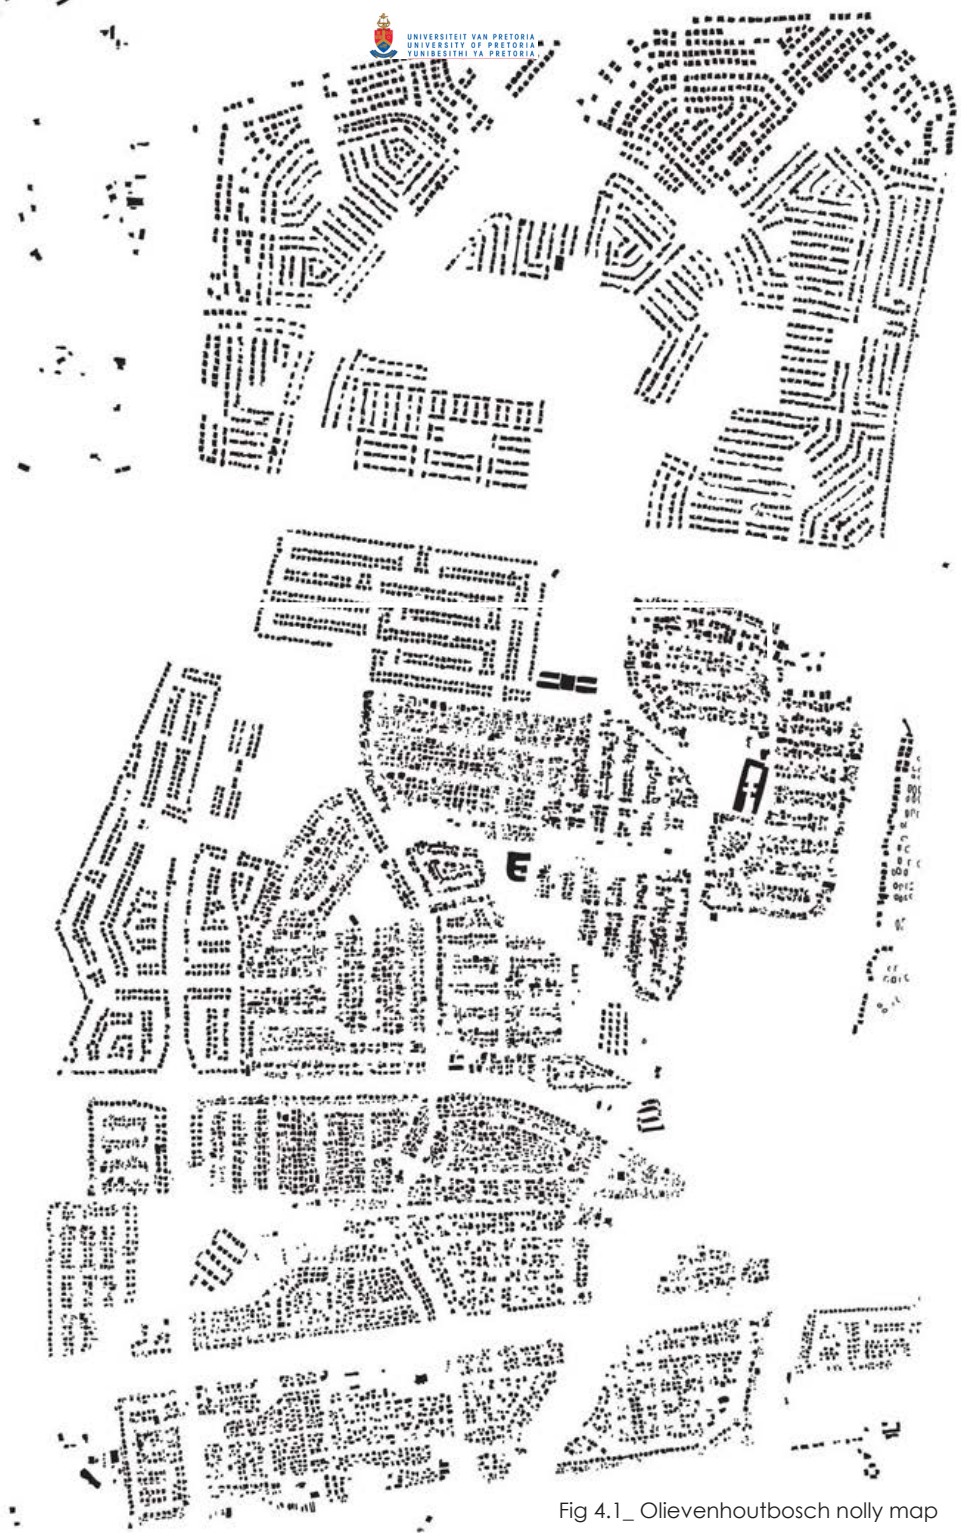 UNIVERSITEIT VAN PRETORIA
UNIVERSITY OF PRETORIA
YUNIBESITHI YA PRETORIA
Fig 4.1_ Olievenhoutbosch nolly map